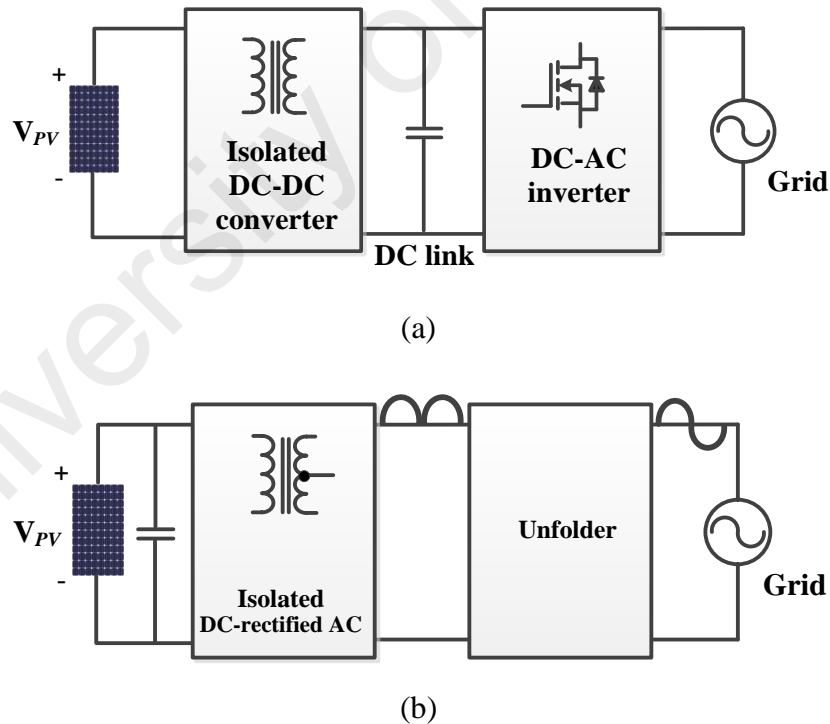 +
V_PV
-
Isolated
DC-DC
converter
DC link
DC-AC
inverter
Grid
(a)
+
V_PV
-
Isolated
DC-rectified AC
Unfolder
Grid
(b)